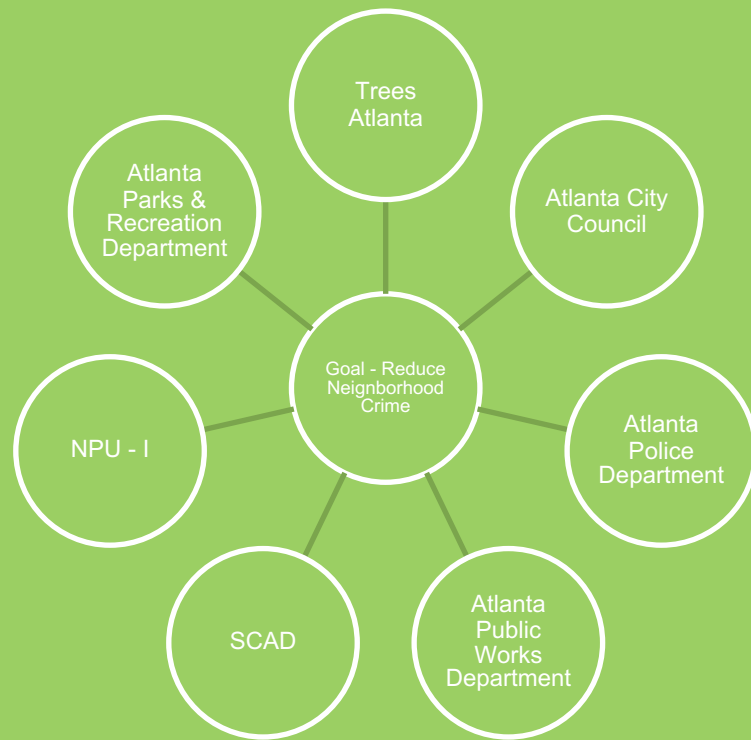 Trees
Atlanta
Atlanta City
Council
Atlanta
Police
Department
Atlanta
Public
Works
Department
SCAD
NPU - I
Atlanta
Parks &
Recreation
Department
Goal - Reduce
Neignborhood
Crime